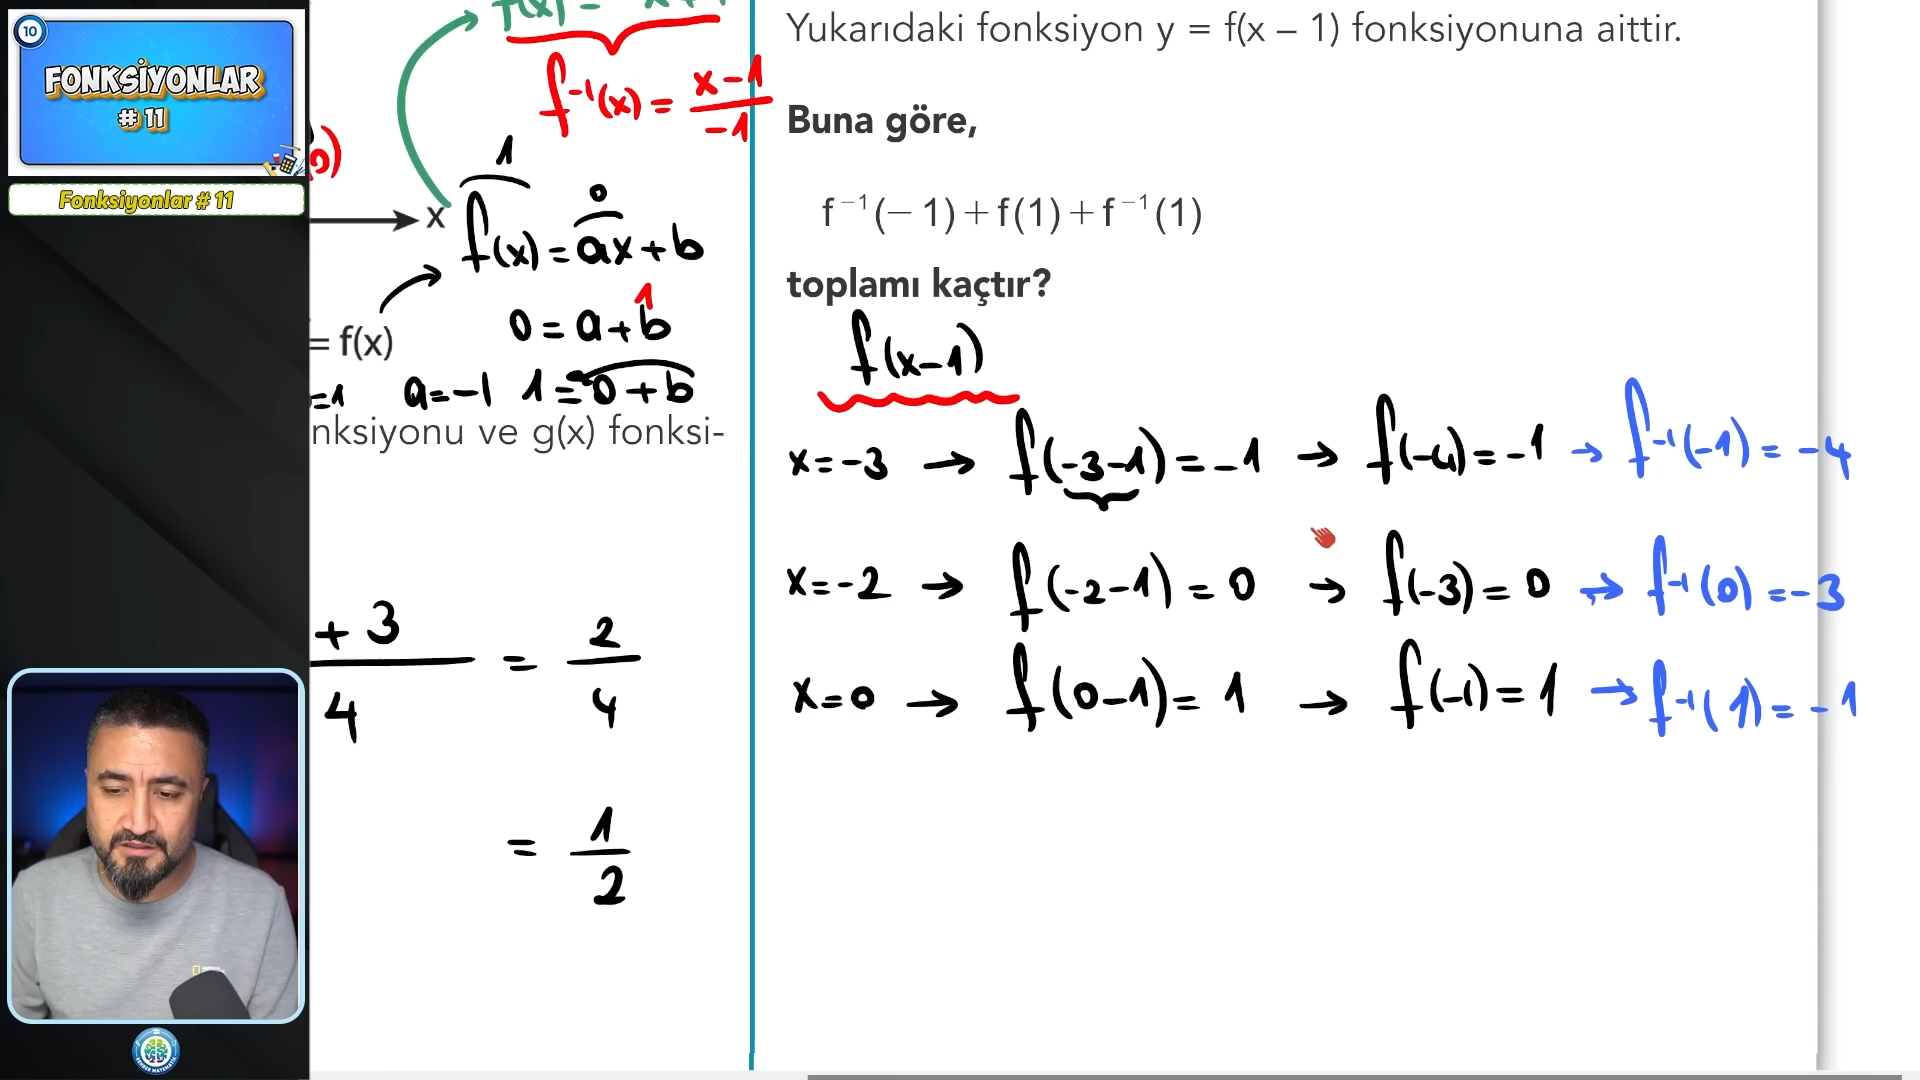 10
FONKSİYONLAR
# 11
Fonksiyonlar # 11
f⁻¹(x) = x–1 / –1
x
1
0
f(x) = ax + b
1
0 = a + b
= f(x)
=1 a=–1 1 = 0 + b
nksiyonu ve g(x) fonksi-
+ 3 / 4 = 2 / 4
= 1 / 2
Yukarıdaki fonksiyon y = f(x – 1) fonksiyonuna aittir.
Buna göre,
f⁻¹(– 1) + f(1) + f⁻¹(1)
toplamı kaçtır?
f(x–1)
x=–3 → f(–3–1) = –1 → f(–4) = –1 → f⁻¹(–1) = –4
x=–2 → f(–2–1) = 0 → f(–3) = 0 → f⁻¹(0) = –3
x=0 → f(0–1) = 1 → f(–1) = 1 → f⁻¹(1) = –1